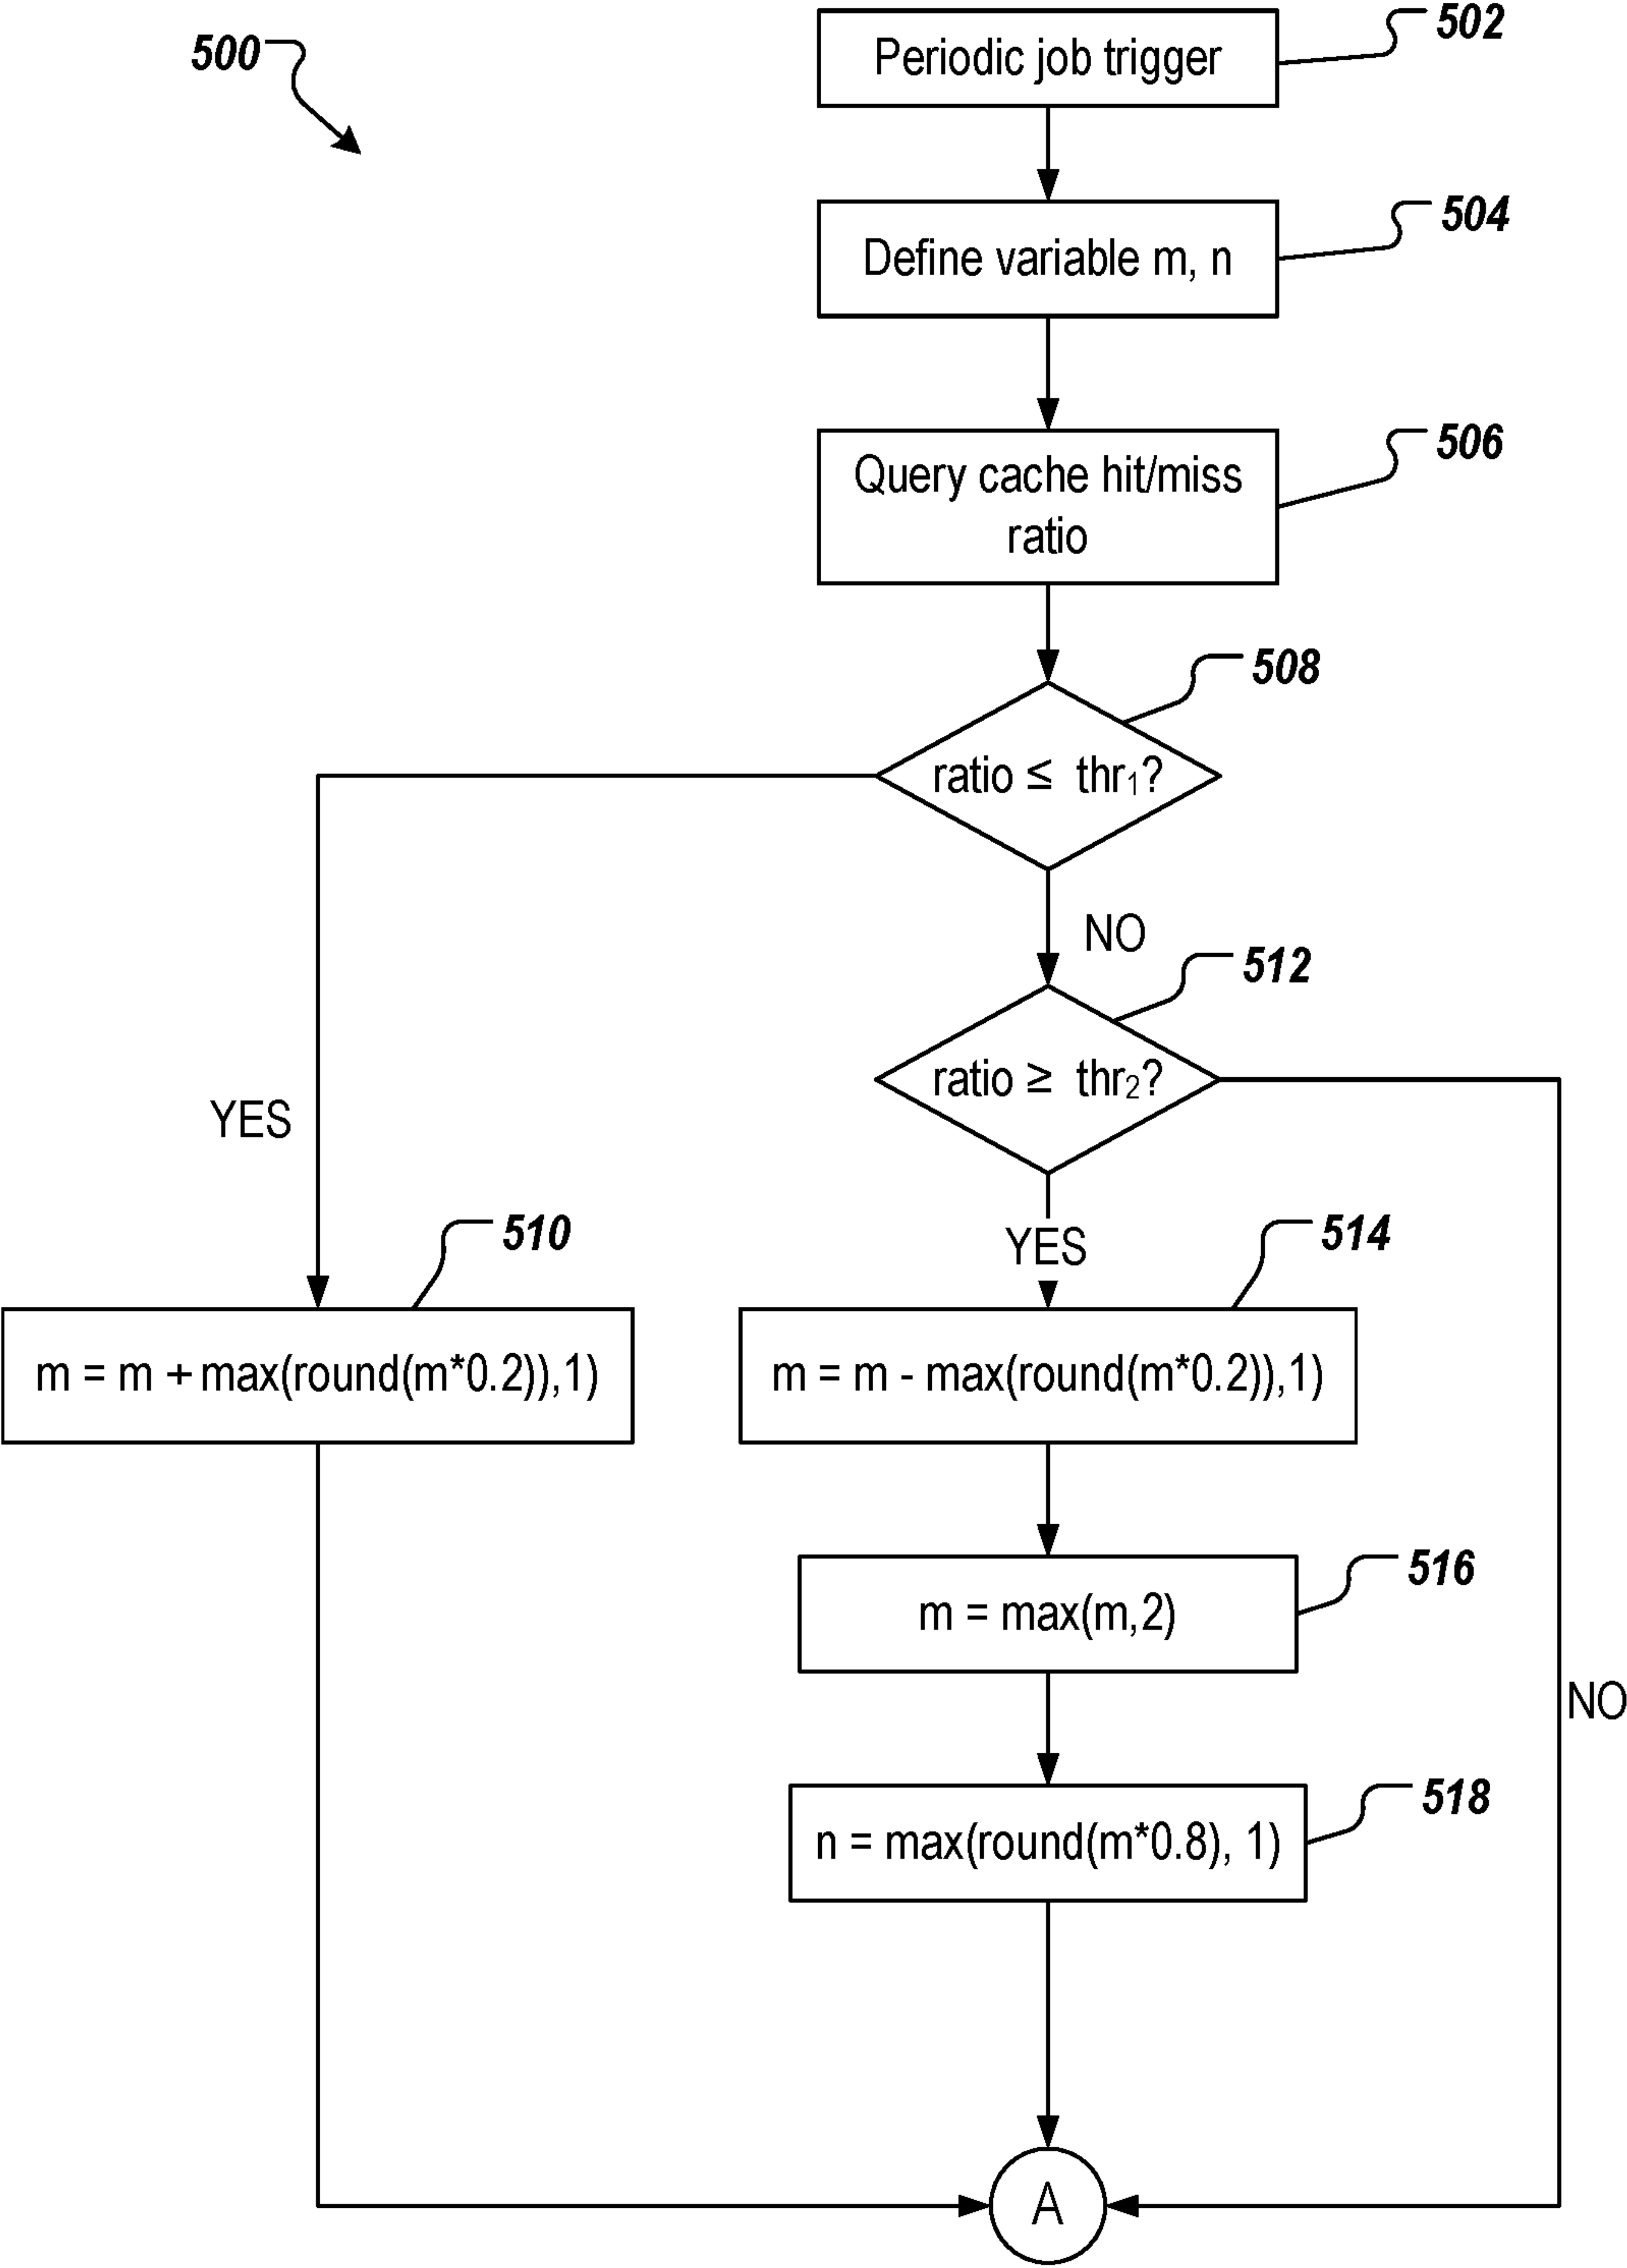 500
502
Periodic job trigger
504
Define variable m, n
506
Query cache hit/miss
ratio
508
ratio ≤ thr₁?
NO
512
ratio ≥ thr₂?
YES
YES
510
514
m = m + max(round(m*0.2)),1)
m = m - max(round(m*0.2)),1)
516
m = max(m,2)
NO
518
n = max(round(m*0.8), 1)
A